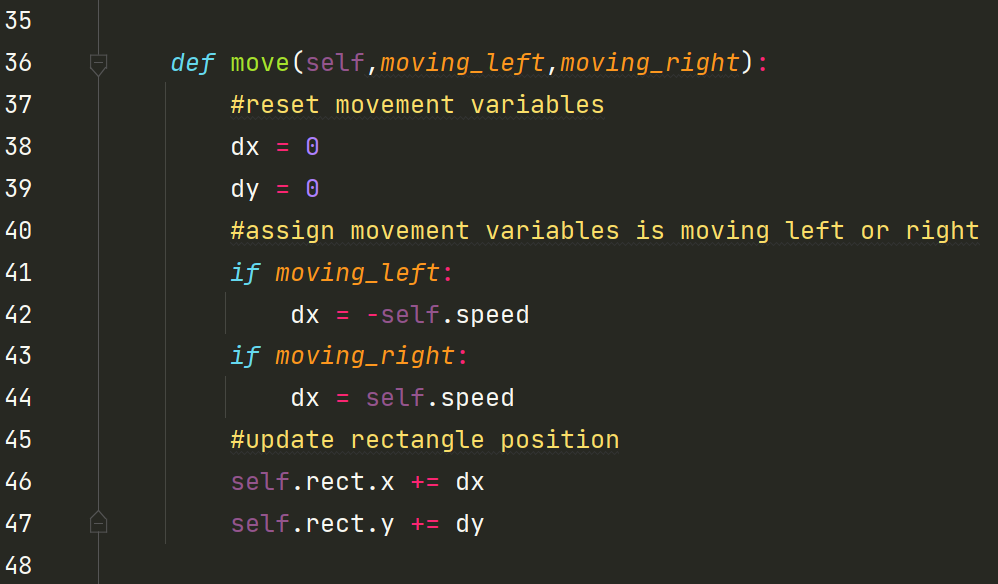 35
36 def move(self,moving_left,moving_right):
37 #reset movement variables
38 dx = 0
39 dy = 0
40 #assign movement variables is moving left or right
41 if moving_left:
42 dx = -self.speed
43 if moving_right:
44 dx = self.speed
45 #update rectangle position
46 self.rect.x += dx
47 self.rect.y += dy
48